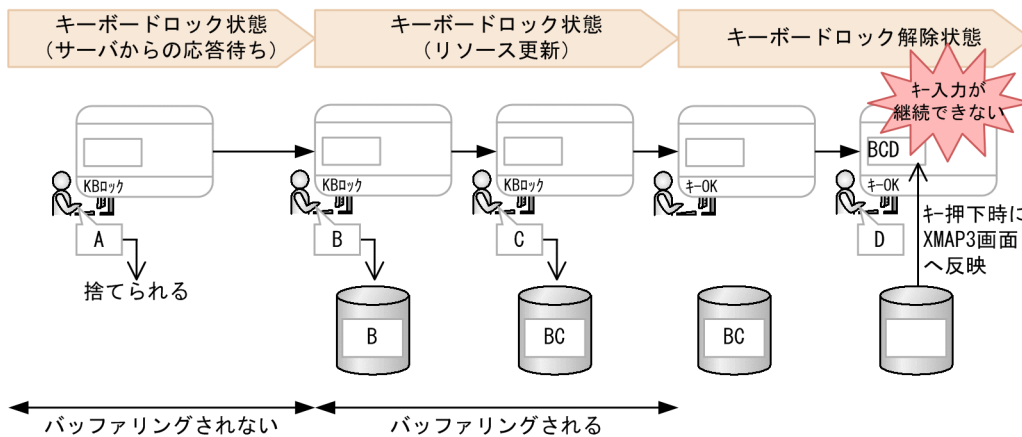 キーボードロック状態
（サーバからの応答待ち）
キーボードロック状態
（リソース更新）
キーボードロック解除状態
ｷｰ入力が
継続できない
BCD
KBﾛｯｸ
KBﾛｯｸ
KBﾛｯｸ
ｷｰOK
ｷｰOK
A
B
C
D
ｷｰ押下時に
XMAP3画面
へ反映
捨てられる
B
BC
BC
バッファリングされない
バッファリングされる